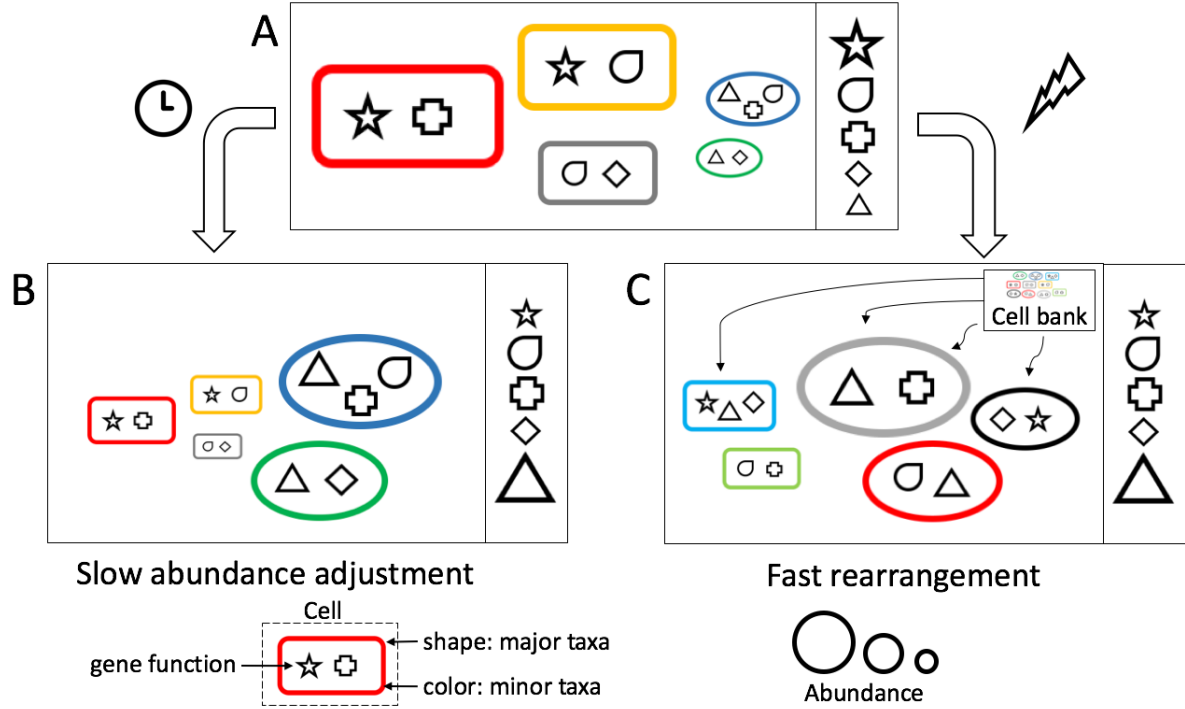 A
B
C
Cell bank
Slow abundance adjustment
Fast rearrangement
Cell
gene function
shape: major taxa
color: minor taxa
Abundance